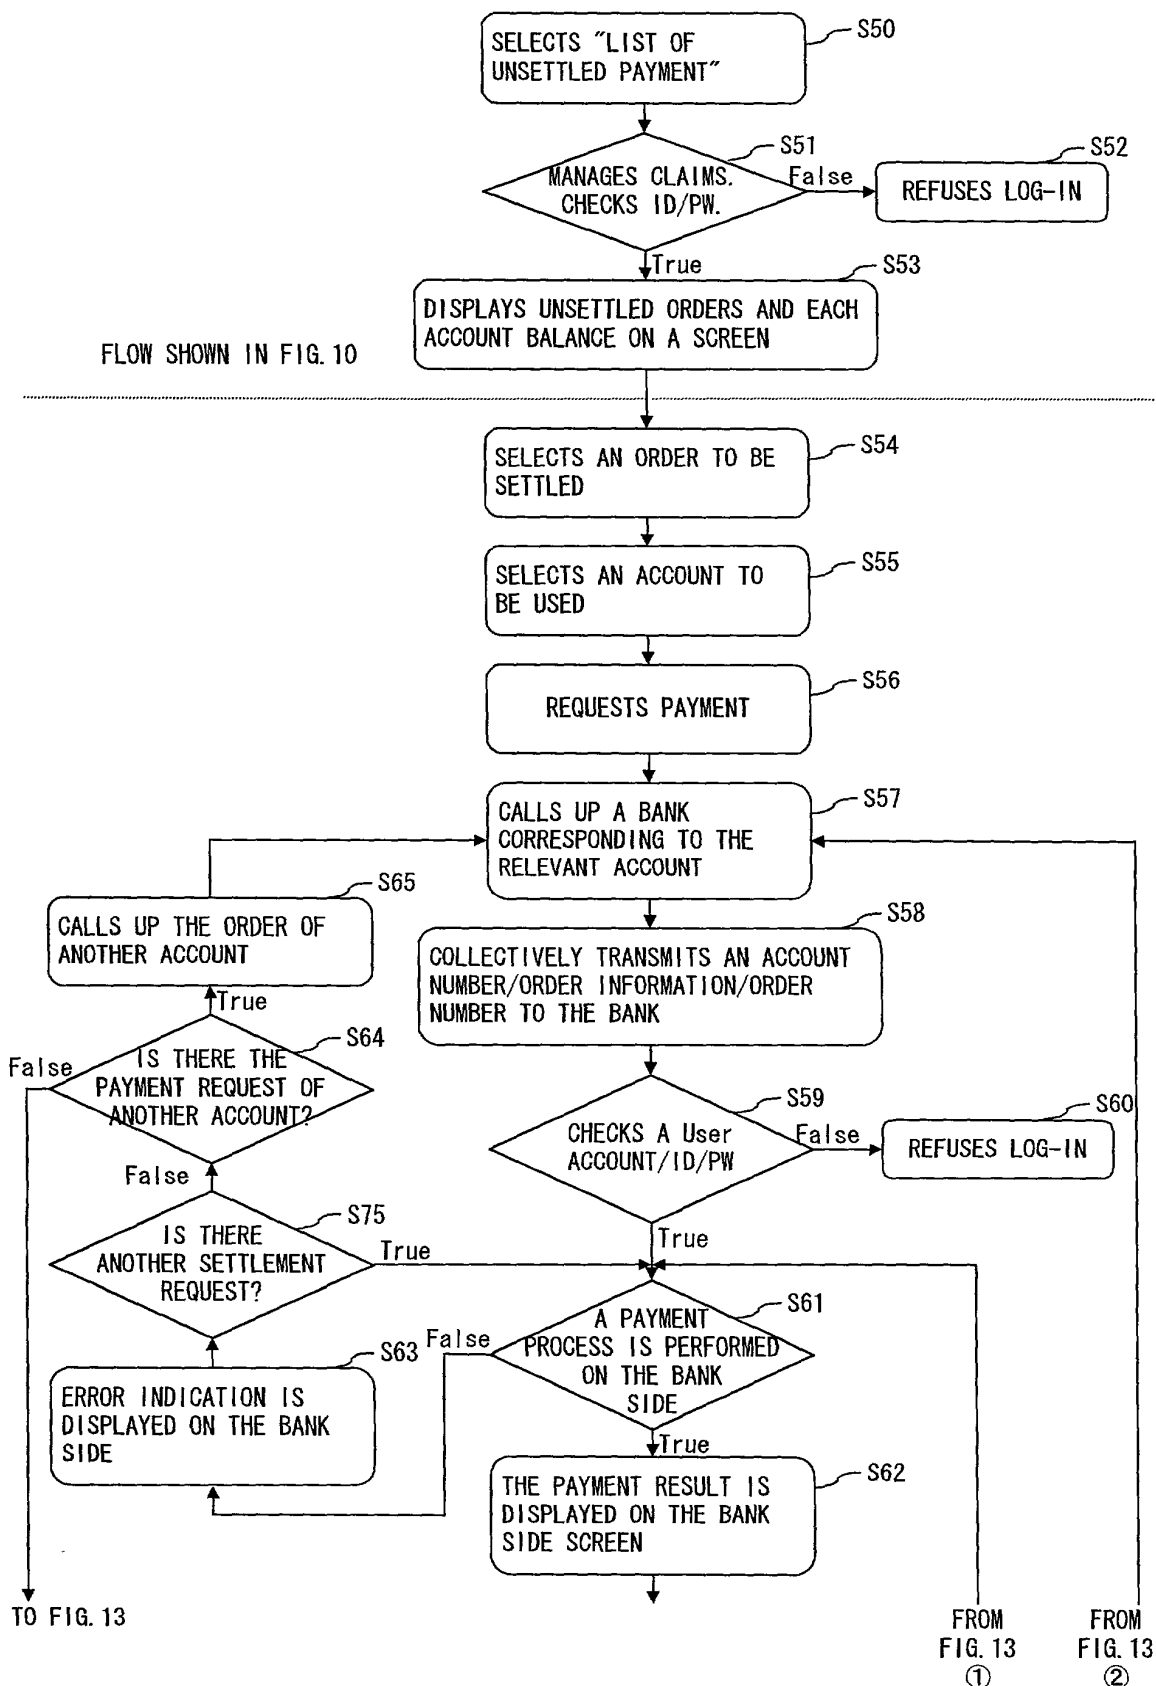 S50
SELECTS "LIST OF
UNSETTLED PAYMENT"
S51
MANAGES CLAIMS.
CHECKS ID/PW.
False
S52
REFUSES LOG-IN
True
S53
DISPLAYS UNSETTLED ORDERS AND EACH
ACCOUNT BALANCE ON A SCREEN
FLOW SHOWN IN FIG. 10
S54
SELECTS AN ORDER TO BE
SETTLED
S55
SELECTS AN ACCOUNT TO
BE USED
S56
REQUESTS PAYMENT
S57
CALLS UP A BANK
CORRESPONDING TO THE
RELEVANT ACCOUNT
S65
CALLS UP THE ORDER OF
ANOTHER ACCOUNT
S58
COLLECTIVELY TRANSMITS AN ACCOUNT
NUMBER/ORDER INFORMATION/ORDER
NUMBER TO THE BANK
True
S64
False
IS THERE THE
PAYMENT REQUEST OF
ANOTHER ACCOUNT?
S59
CHECKS A User
ACCOUNT/ID/PW
False
S60
REFUSES LOG-IN
False
S75
IS THERE
ANOTHER SETTLEMENT
REQUEST?
True
True
S61
A PAYMENT
PROCESS IS PERFORMED
ON THE BANK
SIDE
False
S63
ERROR INDICATION IS
DISPLAYED ON THE BANK
SIDE
True
S62
THE PAYMENT RESULT IS
DISPLAYED ON THE BANK
SIDE SCREEN
TO FIG. 13
FROM
FIG. 13
①
FROM
FIG. 13
②